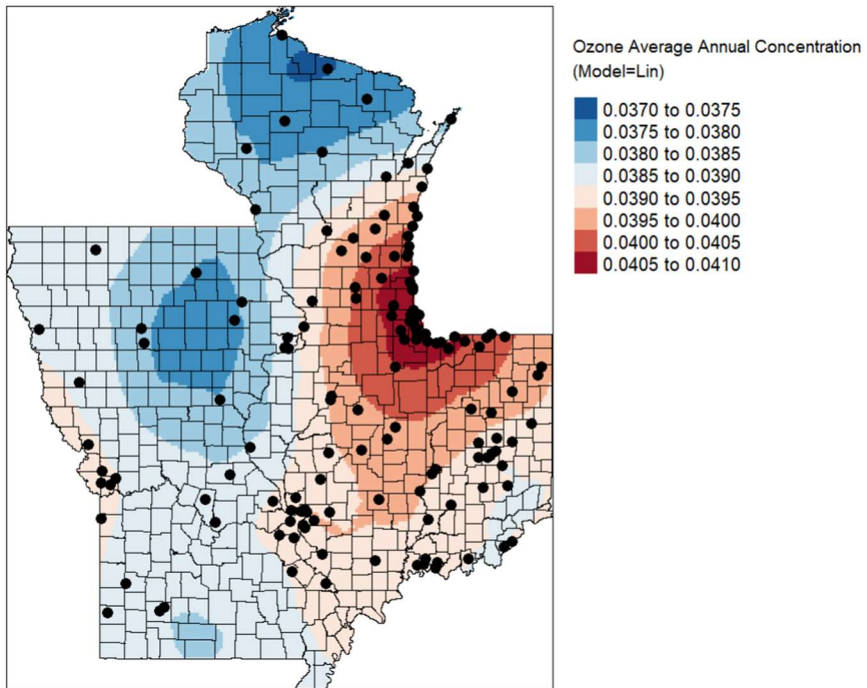 Ozone Average Annual Concentration
(Model=Lin)
0.0370 to 0.0375
0.0375 to 0.0380
0.0380 to 0.0385
0.0385 to 0.0390
0.0390 to 0.0395
0.0395 to 0.0400
0.0400 to 0.0405
0.0405 to 0.0410